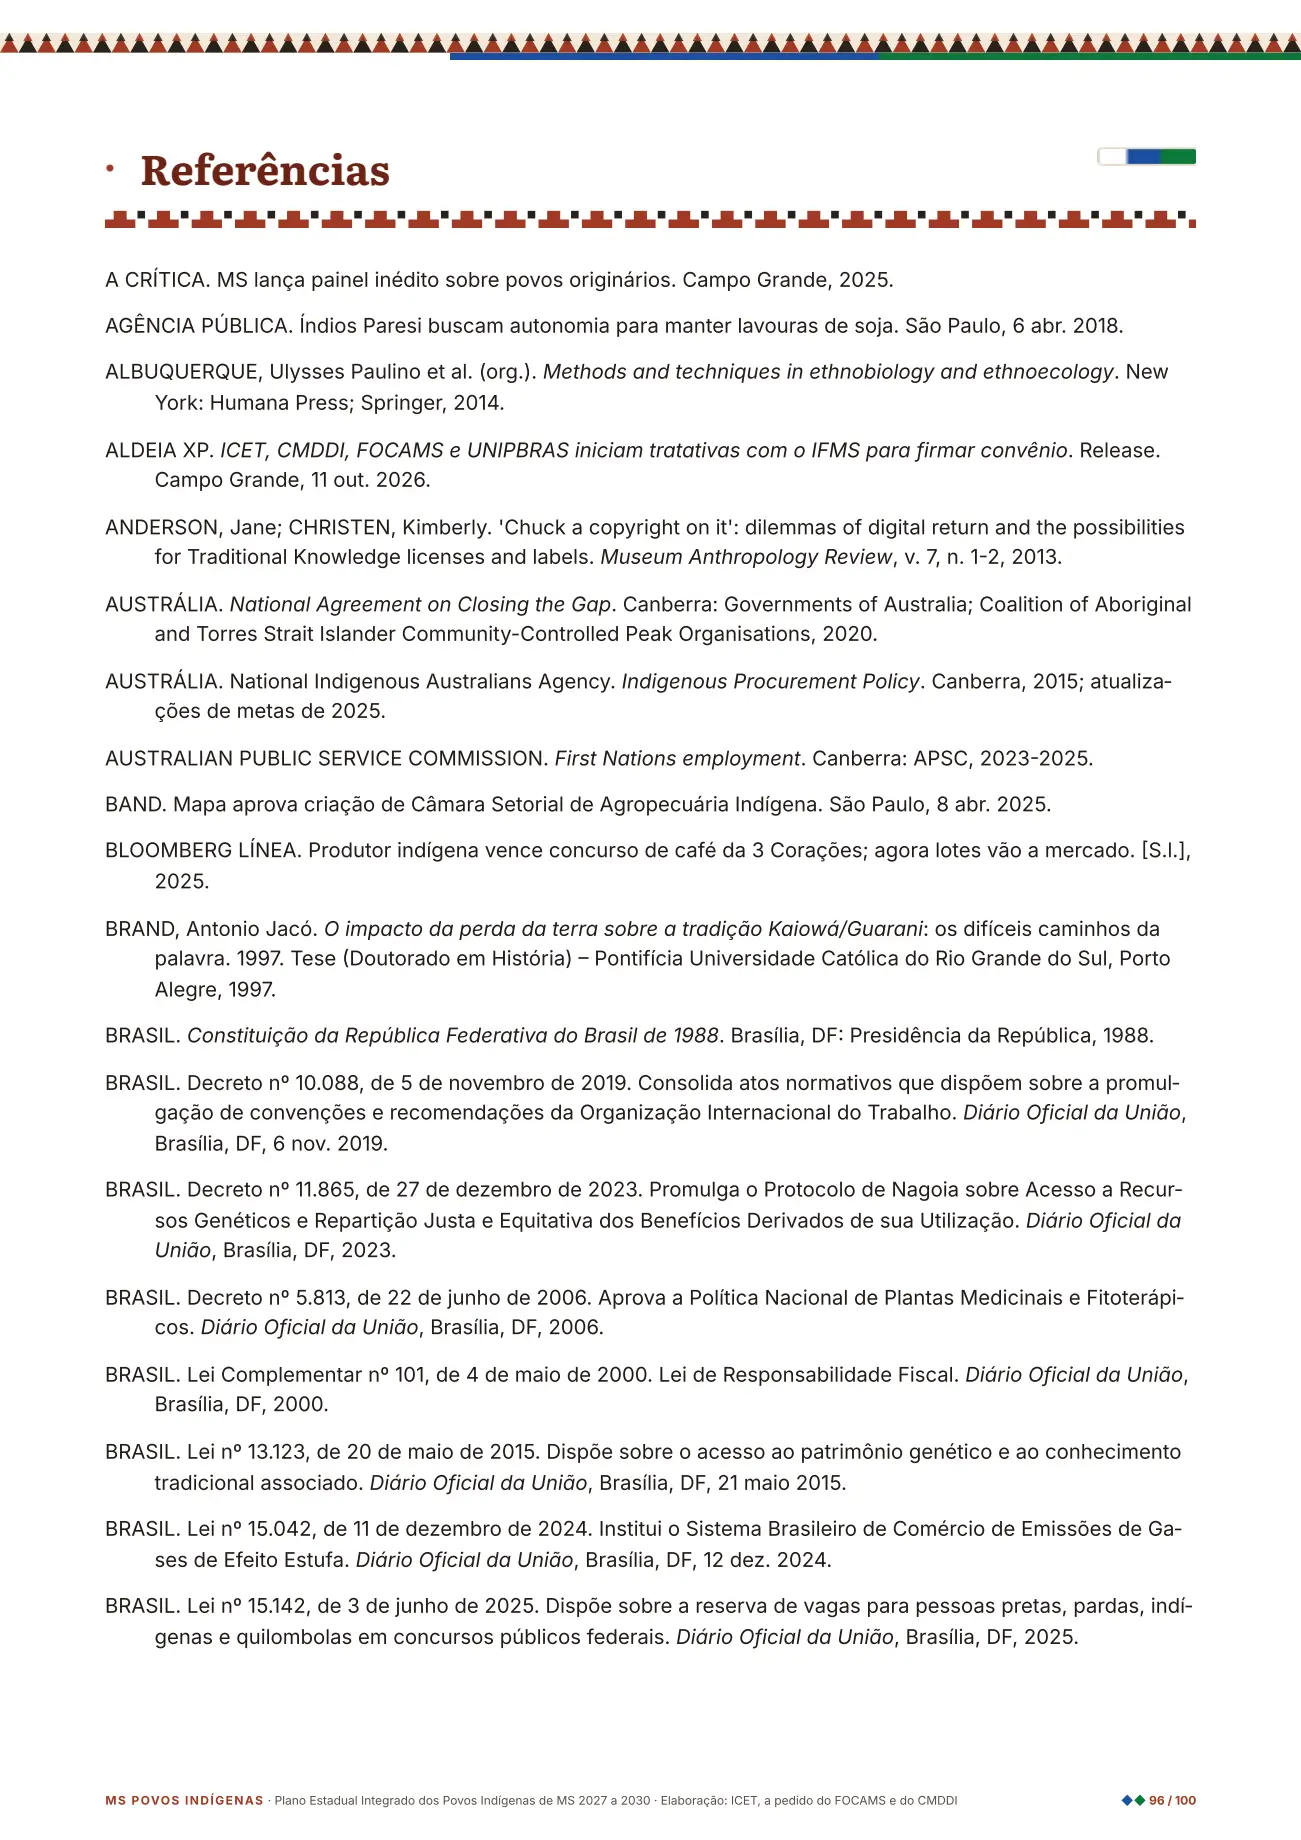 · Referências
A CRÍTICA. MS lança painel inédito sobre povos originários. Campo Grande, 2025.
AGÊNCIA PÚBLICA. Índios Paresi buscam autonomia para manter lavouras de soja. São Paulo, 6 abr. 2018.
ALBUQUERQUE, Ulysses Paulino et al. (org.). Methods and techniques in ethnobiology and ethnoecology. New
York: Humana Press; Springer, 2014.
ALDEIA XP. ICET, CMDDI, FOCAMS e UNIPBRAS iniciam tratativas com o IFMS para firmar convênio. Release.
Campo Grande, 11 out. 2026.
ANDERSON, Jane; CHRISTEN, Kimberly. 'Chuck a copyright on it': dilemmas of digital return and the possibilities
for Traditional Knowledge licenses and labels. Museum Anthropology Review, v. 7, n. 1-2, 2013.
AUSTRÁLIA. National Agreement on Closing the Gap. Canberra: Governments of Australia; Coalition of Aboriginal
and Torres Strait Islander Community-Controlled Peak Organisations, 2020.
AUSTRÁLIA. National Indigenous Australians Agency. Indigenous Procurement Policy. Canberra, 2015; atualiza-
ções de metas de 2025.
AUSTRALIAN PUBLIC SERVICE COMMISSION. First Nations employment. Canberra: APSC, 2023-2025.
BAND. Mapa aprova criação de Câmara Setorial de Agropecuária Indígena. São Paulo, 8 abr. 2025.
BLOOMBERG LÍNEA. Produtor indígena vence concurso de café da 3 Corações; agora lotes vão a mercado. [S.l.],
2025.
BRAND, Antonio Jacó. O impacto da perda da terra sobre a tradição Kaiowá/Guarani: os difíceis caminhos da
palavra. 1997. Tese (Doutorado em História) – Pontifícia Universidade Católica do Rio Grande do Sul, Porto
Alegre, 1997.
BRASIL. Constituição da República Federativa do Brasil de 1988. Brasília, DF: Presidência da República, 1988.
BRASIL. Decreto nº 10.088, de 5 de novembro de 2019. Consolida atos normativos que dispõem sobre a promul-
gação de convenções e recomendações da Organização Internacional do Trabalho. Diário Oficial da União,
Brasília, DF, 6 nov. 2019.
BRASIL. Decreto nº 11.865, de 27 de dezembro de 2023. Promulga o Protocolo de Nagoia sobre Acesso a Recur-
sos Genéticos e Repartição Justa e Equitativa dos Benefícios Derivados de sua Utilização. Diário Oficial da
União, Brasília, DF, 2023.
BRASIL. Decreto nº 5.813, de 22 de junho de 2006. Aprova a Política Nacional de Plantas Medicinais e Fitoterápi-
cos. Diário Oficial da União, Brasília, DF, 2006.
BRASIL. Lei Complementar nº 101, de 4 de maio de 2000. Lei de Responsabilidade Fiscal. Diário Oficial da União,
Brasília, DF, 2000.
BRASIL. Lei nº 13.123, de 20 de maio de 2015. Dispõe sobre o acesso ao patrimônio genético e ao conhecimento
tradicional associado. Diário Oficial da União, Brasília, DF, 21 maio 2015.
BRASIL. Lei nº 15.042, de 11 de dezembro de 2024. Institui o Sistema Brasileiro de Comércio de Emissões de Ga-
ses de Efeito Estufa. Diário Oficial da União, Brasília, DF, 12 dez. 2024.
BRASIL. Lei nº 15.142, de 3 de junho de 2025. Dispõe sobre a reserva de vagas para pessoas pretas, pardas, indí-
genas e quilombolas em concursos públicos federais. Diário Oficial da União, Brasília, DF, 2025.
MS POVOS INDÍGENAS · Plano Estadual Integrado dos Povos Indígenas de MS 2027 a 2030 · Elaboração: ICET, a pedido do FOCAMS e do CMDDI
96 / 100